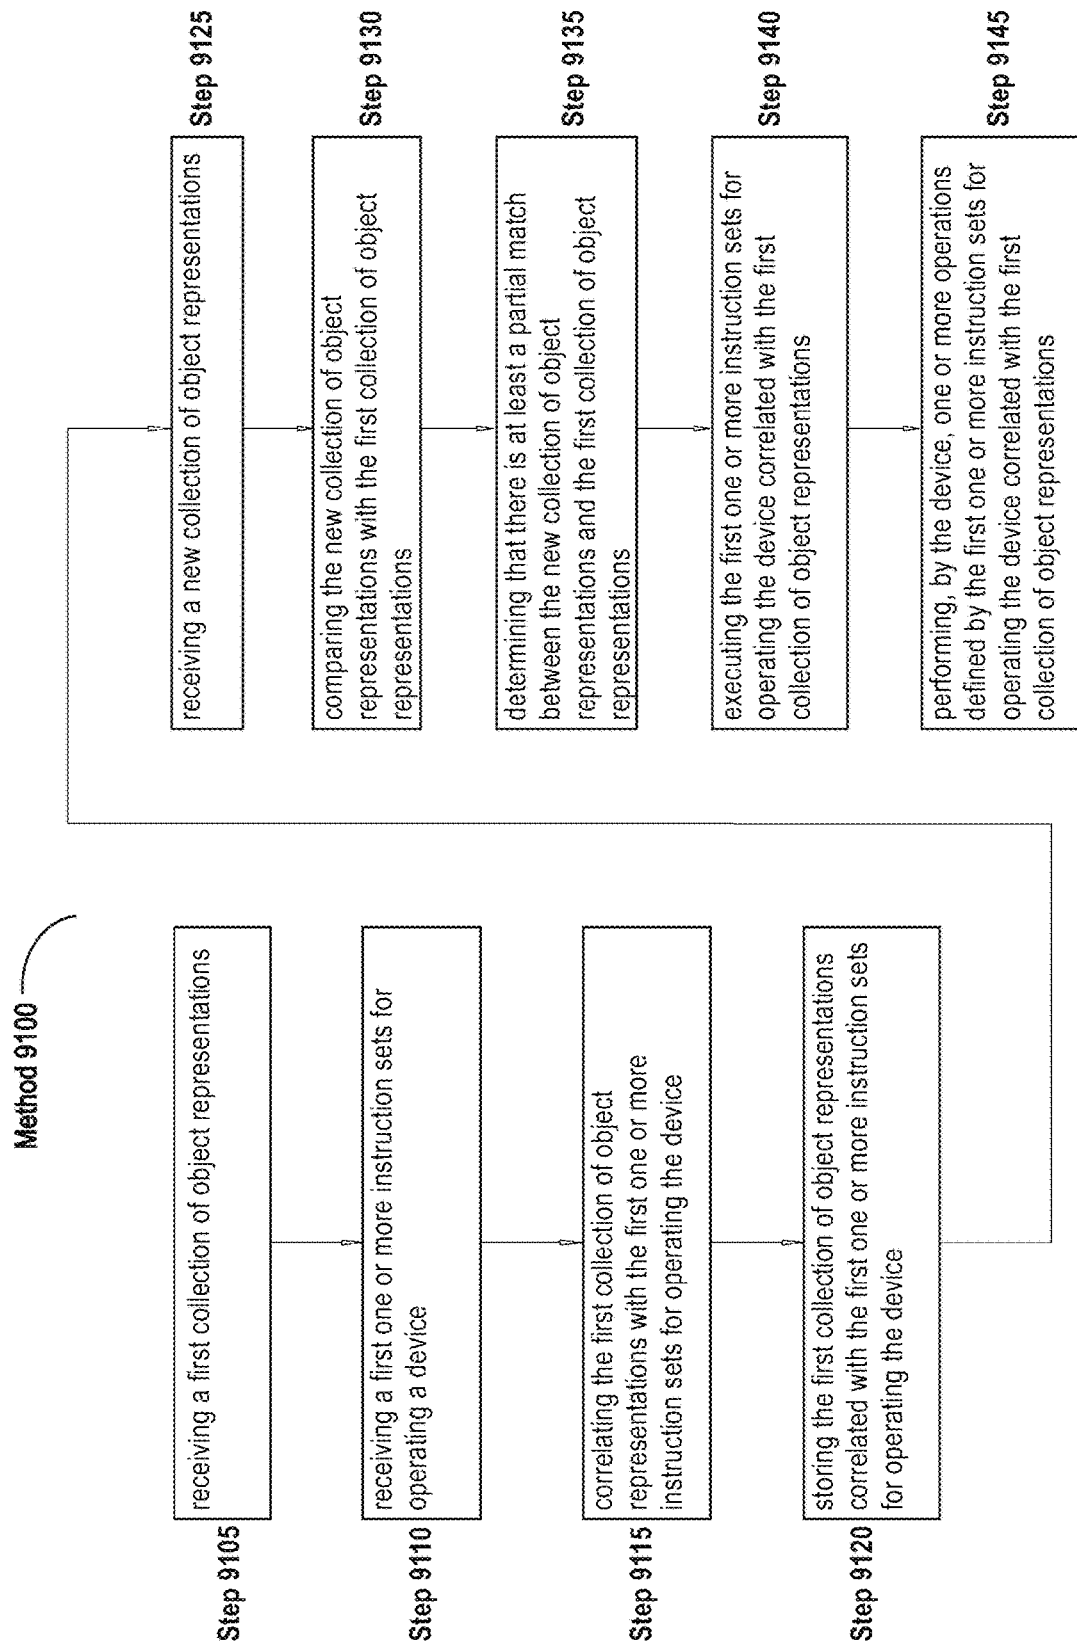 Method 9100
Step 9105
receiving a first collection of object representations
Step 9110
receiving a first one or more instruction sets for
operating a device
Step 9115
correlating the first collection of object
representations with the first one or more
instruction sets for operating the device
Step 9120
storing the first collection of object representations
correlated with the first one or more instruction sets
for operating the device
receiving a new collection of object representations
Step 9125
comparing the new collection of object
representations with the first collection of object
representations
Step 9130
determining that there is at least a partial match
between the new collection of object
representations and the first collection of object
representations
Step 9135
executing the first one or more instruction sets for
operating the device correlated with the first
collection of object representations
Step 9140
performing, by the device, one or more operations
defined by the first one or more instruction sets for
operating the device correlated with the first
collection of object representations
Step 9145